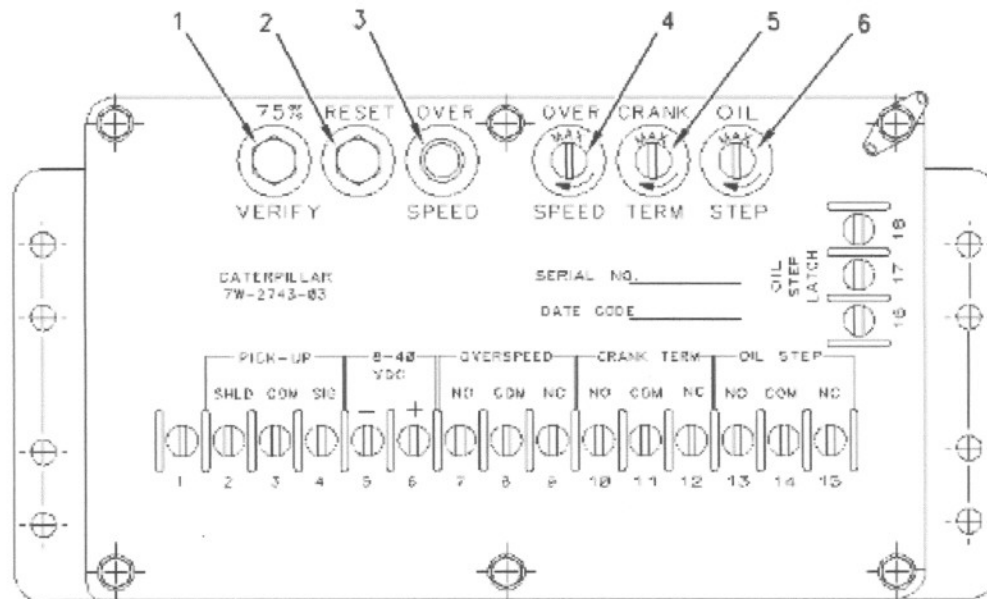 1 2 3 4 5 6
75% RESET OVER OVER CRANK OIL
MAX MAX MAX
VERIFY SPEED SPEED TERM STEP
CATERPILLAR
7W-2743-03
SERIAL NO.
DATE CODE
OIL
STEP
LATCH
18
17
16
PICK-UP 8-40 OVERSPEED CRANK TERM OIL STEP
VDC
SHLD COM SIG - + NO COM NC NO COM NC NO COM NC
1 2 3 4 5 6 7 8 9 10 11 12 13 14 15